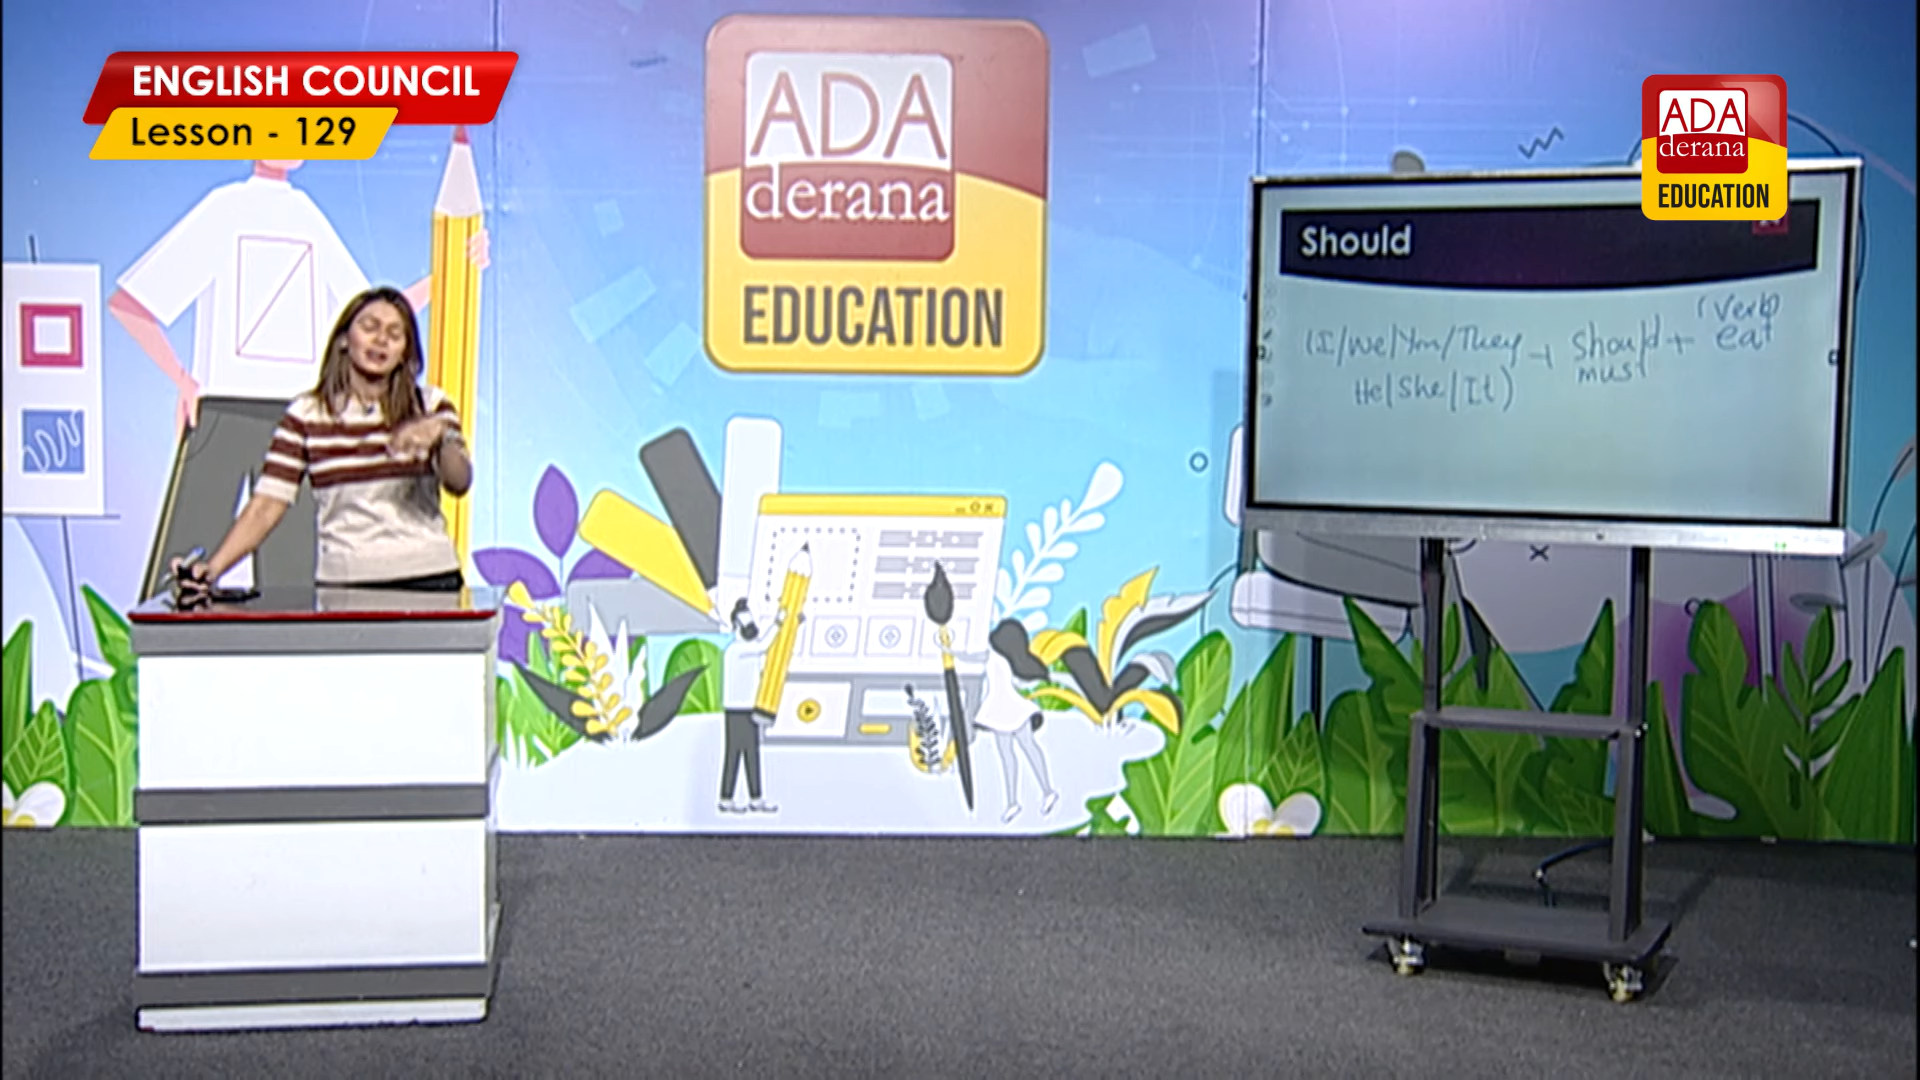 ENGLISH COUNCIL
Lesson - 129
ADA
derana
EDUCATION
ADA
derana
EDUCATION
Should
(Verb)
(I/we/You/They + should + eat
must
He/She/It)